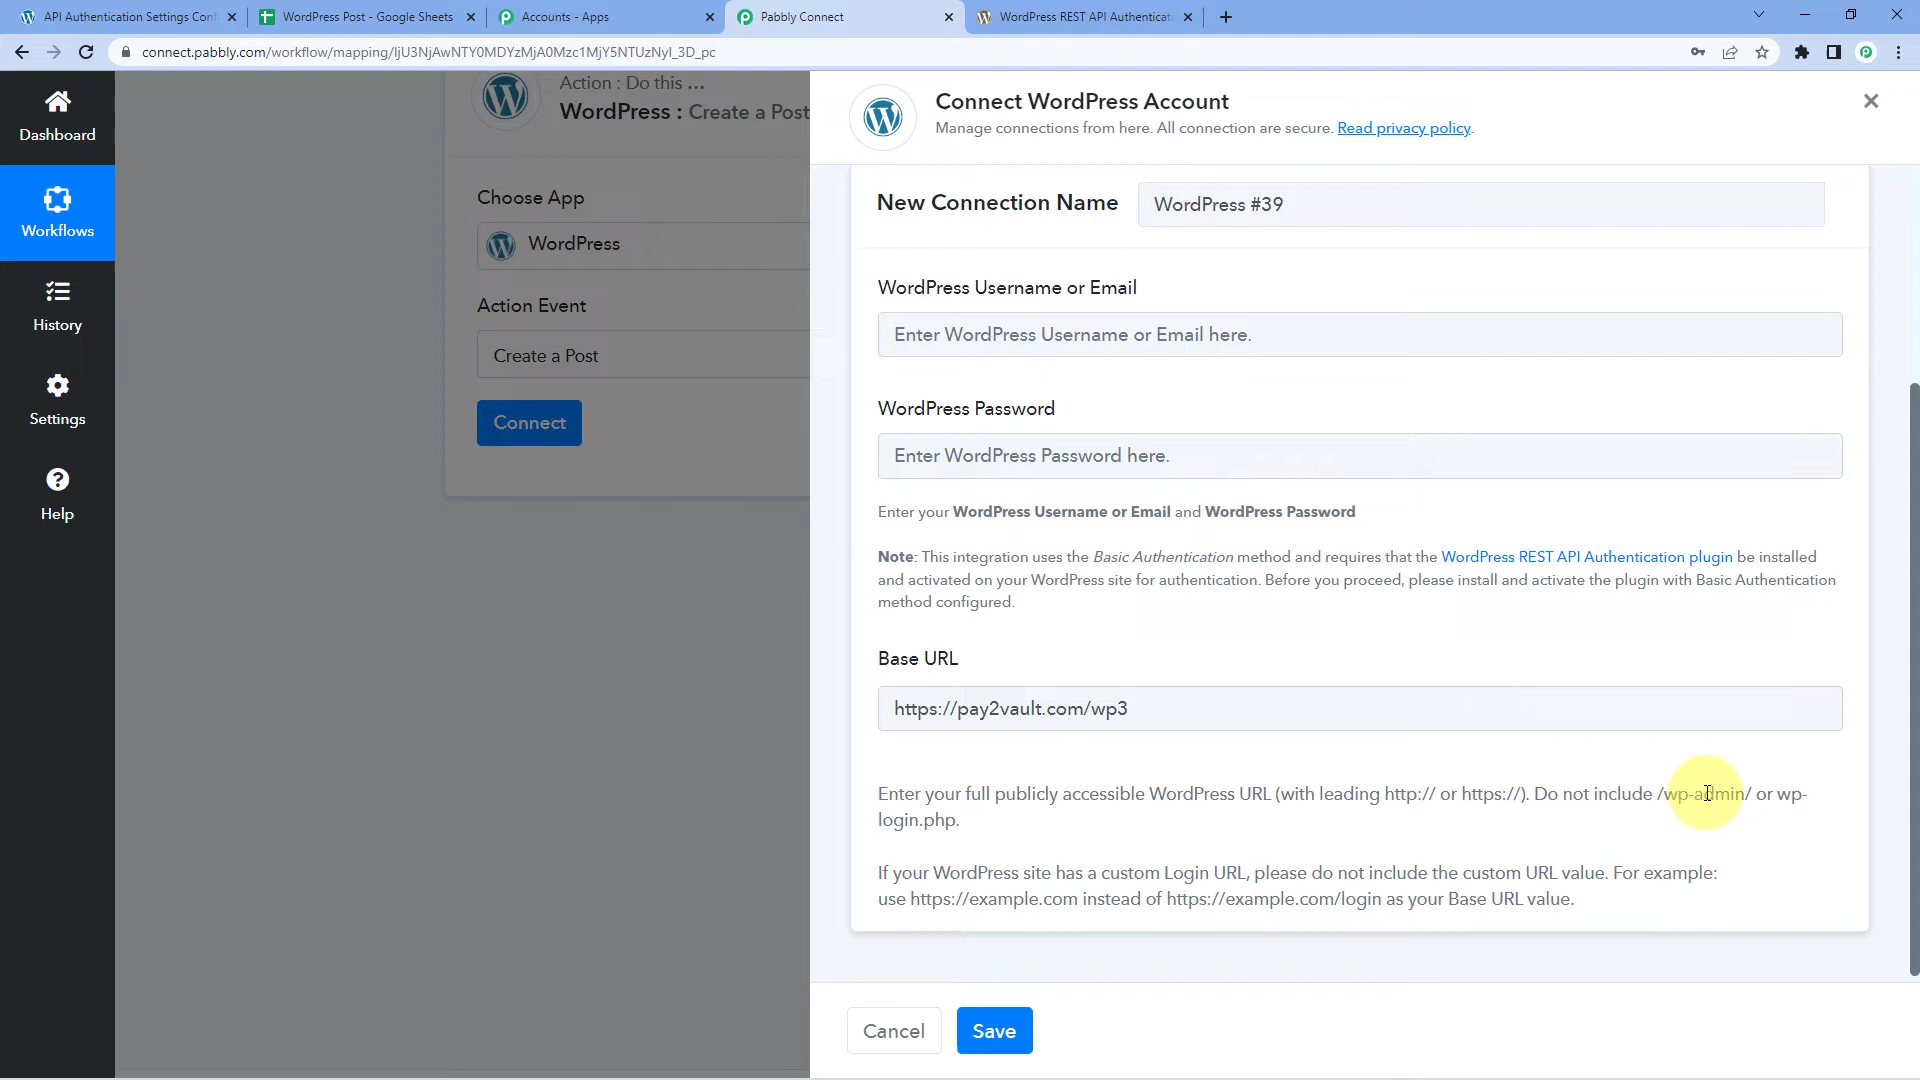 API Authentication Settings Conf
WordPress Post - Google Sheets
Accounts - Apps
Pabbly Connect
WordPress REST API Authenticati
connect.pabbly.com/workflow/mapping/IjU3NjAwNTY0MDYzMjA0Mzc1MjY5NTUzNyI_3D_pc
Dashboard
Workflows
History
Settings
Help
Action : Do this ...
WordPress : Create a Post
Choose App
WordPress
Action Event
Create a Post
Connect
Connect WordPress Account
Manage connections from here. All connection are secure. Read privacy policy.
New Connection Name
WordPress #39
WordPress Username or Email
Enter WordPress Username or Email here.
WordPress Password
Enter WordPress Password here.
Enter your WordPress Username or Email and WordPress Password
Note: This integration uses the Basic Authentication method and requires that the WordPress REST API Authentication plugin be installed
and activated on your WordPress site for authentication. Before you proceed, please install and activate the plugin with Basic Authentication
method configured.
Base URL
https://pay2vault.com/wp3
Enter your full publicly accessible WordPress URL (with leading http:// or https://). Do not include /wp-admin/ or wp-
login.php.
If your WordPress site has a custom Login URL, please do not include the custom URL value. For example:
use https://example.com instead of https://example.com/login as your Base URL value.
Cancel
Save